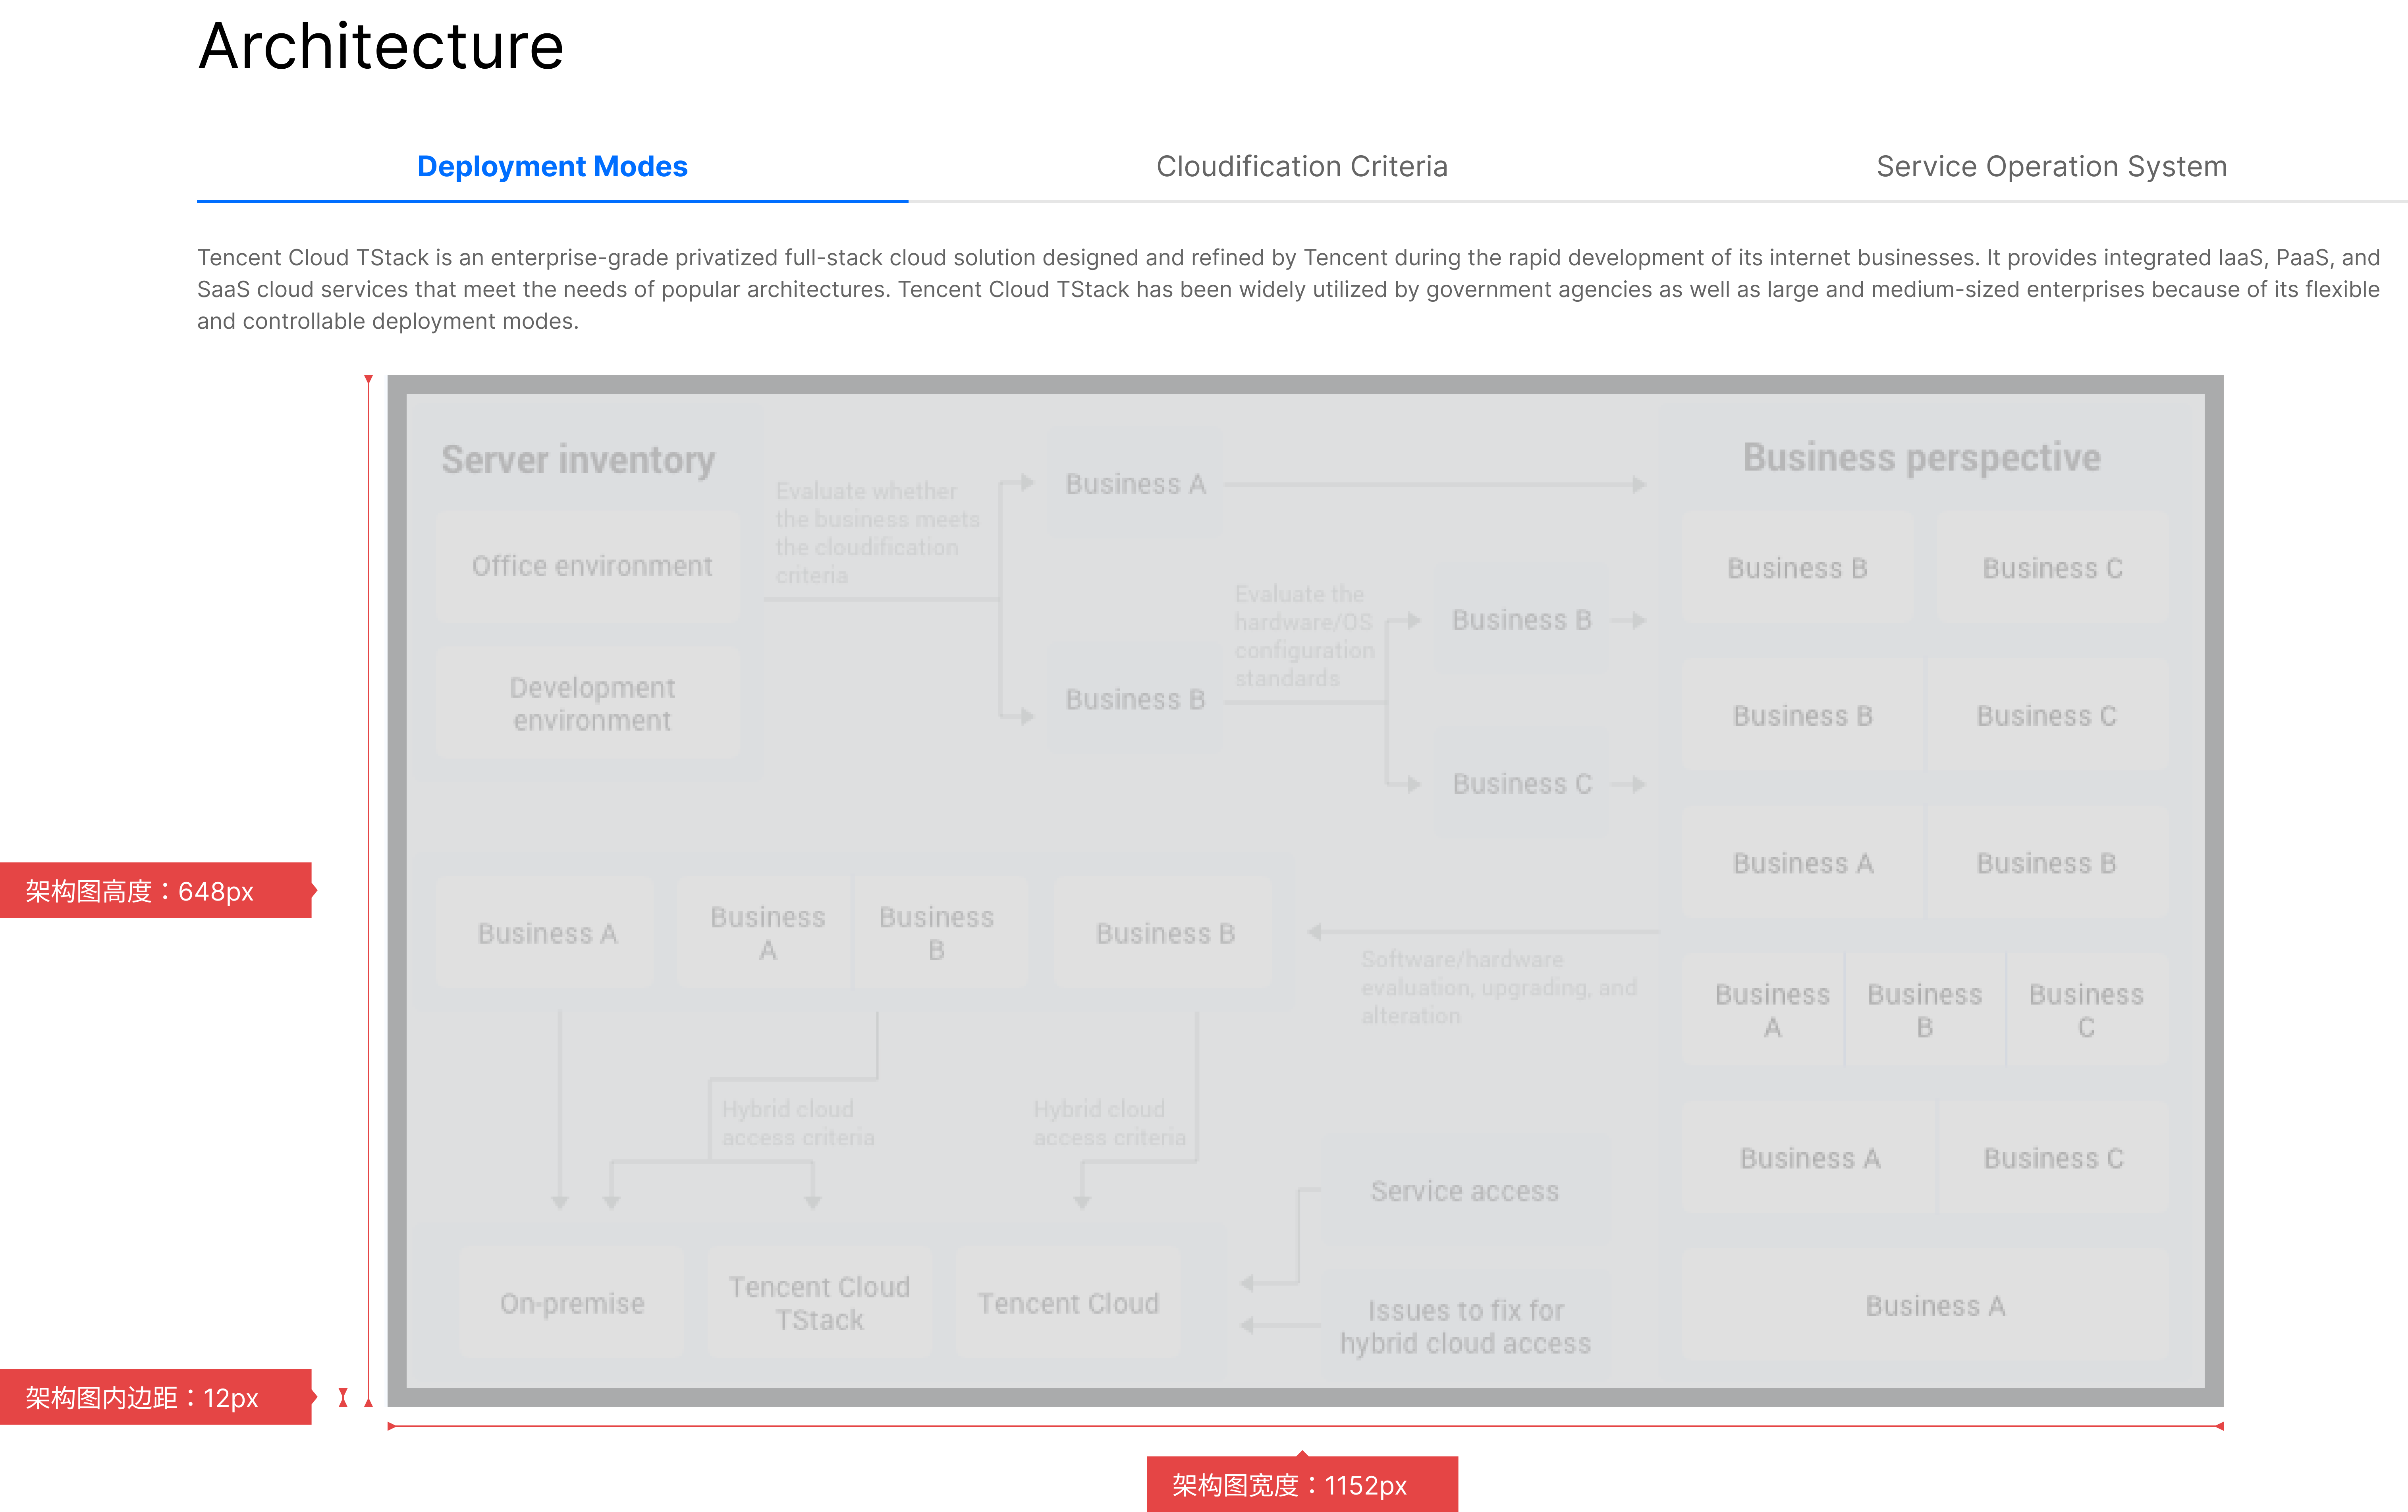 Architecture
Deployment Modes
Cloudification Criteria
Service Operation System
Tencent Cloud TStack is an enterprise-grade privatized full-stack cloud solution designed and refined by Tencent during the rapid development of its internet businesses. It provides integrated IaaS, PaaS, and
SaaS cloud services that meet the needs of popular architectures. Tencent Cloud TStack has been widely utilized by government agencies as well as large and medium-sized enterprises because of its flexible
and controllable deployment modes.
Server inventory
Office environment
Development
environment
Evaluate whether
the business meets
the cloudification
criteria
Business A
Business B
Evaluate the
hardware/OS
configuration
standards
Business B
Business C
Business perspective
Business B
Business C
Business B
Business C
Business A
Business B
Business
A
Business
B
Business
C
Business A
Business C
Business A
Software/hardware
evaluation, upgrading, and
alteration
Business A
Business
A
Business
B
Business B
Hybrid cloud
access criteria
Hybrid cloud
access criteria
Service access
Issues to fix for
hybrid cloud access
On-premise
Tencent Cloud
TStack
Tencent Cloud
架构图高度：648px
架构图内边距：12px
架构图宽度：1152px